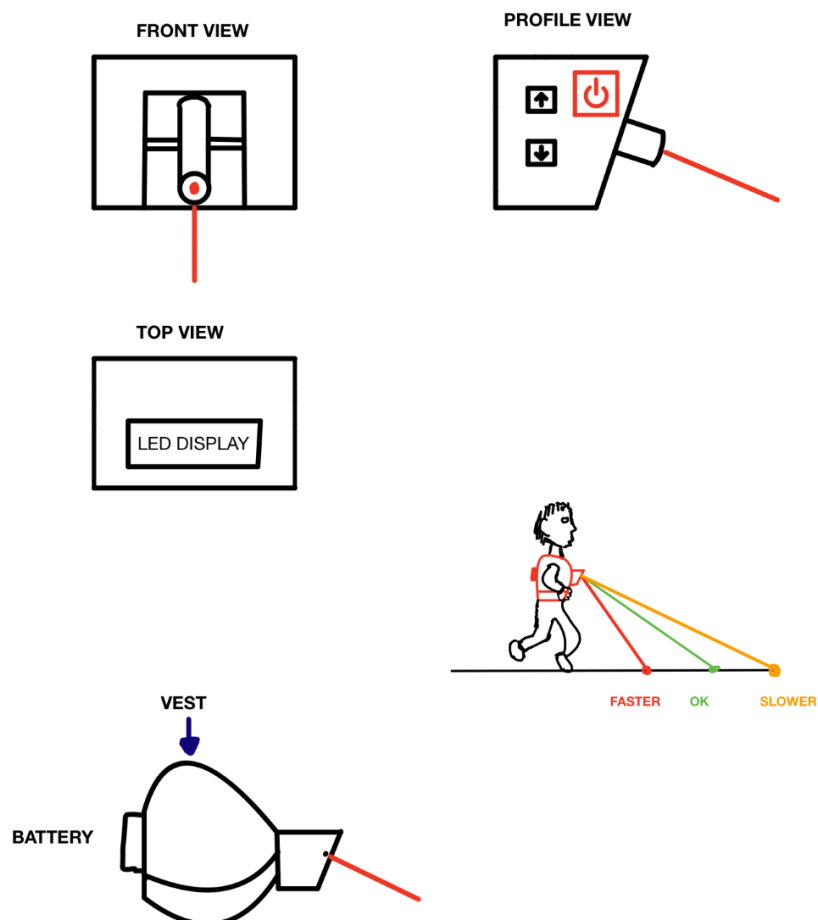 FRONT VIEW
PROFILE VIEW
TOP VIEW
LED DISPLAY
FASTER OK SLOWER
VEST
BATTERY